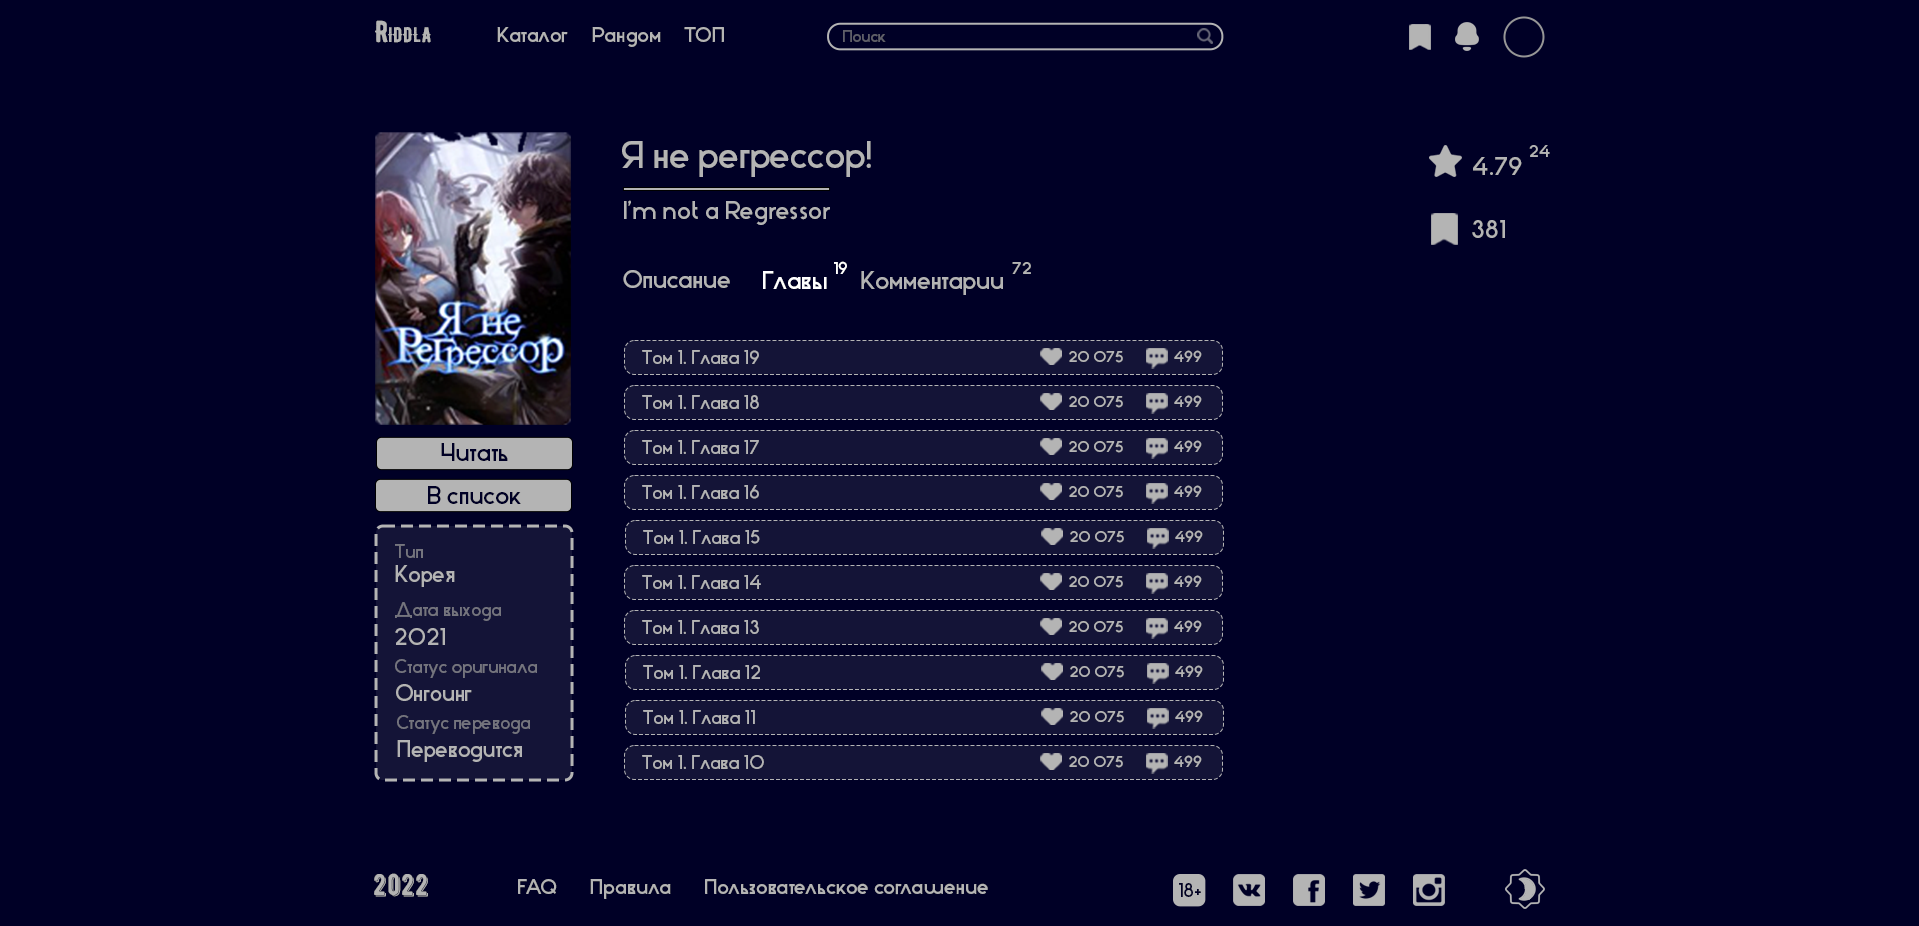 Riddla
Каталог Рандом ТОП
Поиск
Я не регрессор!
4.79 24
I'm not a Regressor
381
Описание Главы 19 Комментарии 72
Я не
Регрессор
Читать
В список
Тип
Корея
Дата выхода
2021
Статус оригинала
Онгоинг
Статус перевода
Переводится
Том 1. Глава 19 20 075 499
Том 1. Глава 18 20 075 499
Том 1. Глава 17 20 075 499
Том 1. Глава 16 20 075 499
Том 1. Глава 15 20 075 499
Том 1. Глава 14 20 075 499
Том 1. Глава 13 20 075 499
Том 1. Глава 12 20 075 499
Том 1. Глава 11 20 075 499
Том 1. Глава 10 20 075 499
2022 FAQ Правила Пользовательское соглашение 18+